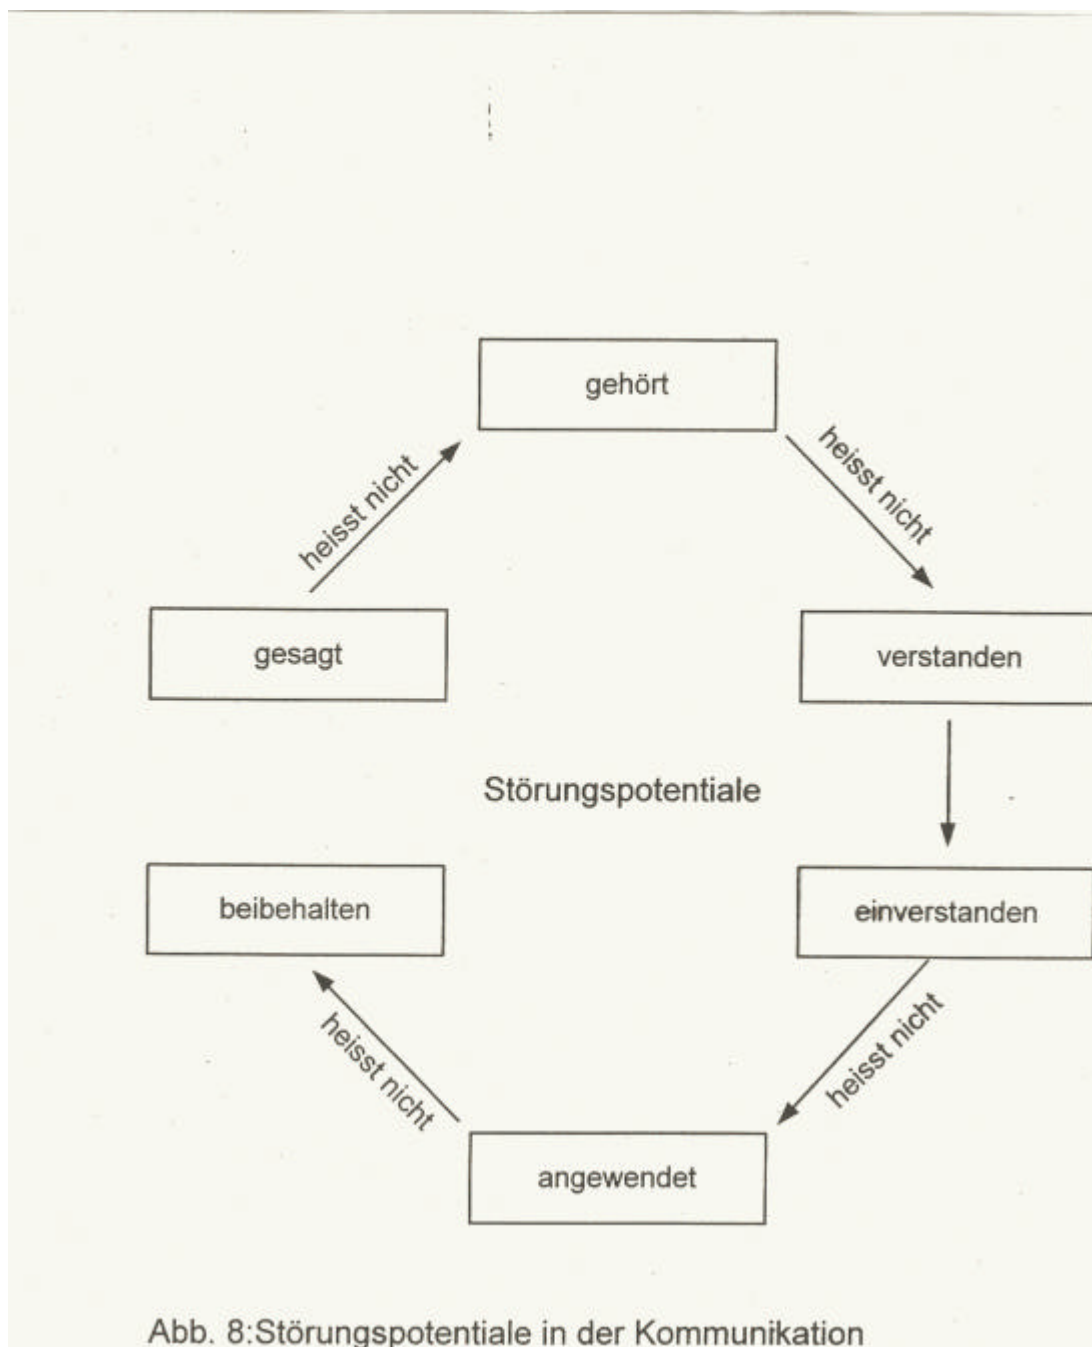 gehört
heisst nicht
heisst nicht
gesagt
verstanden
Störungspotentiale
beibehalten
einverstanden
heisst nicht
heisst nicht
angewendet
Abb. 8:Störungspotentiale in der Kommunikation